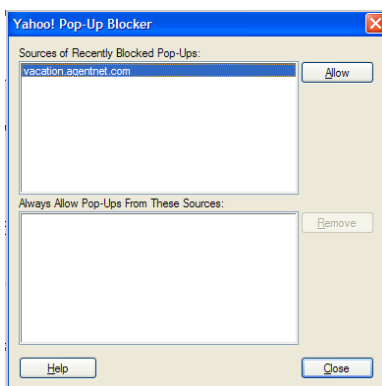 Yahoo! Pop-Up Blocker
Sources of Recently Blocked Pop-Ups:
vacation.agentnet.com
Allow
Always Allow Pop-Ups From These Sources:
Remove
Help
Close